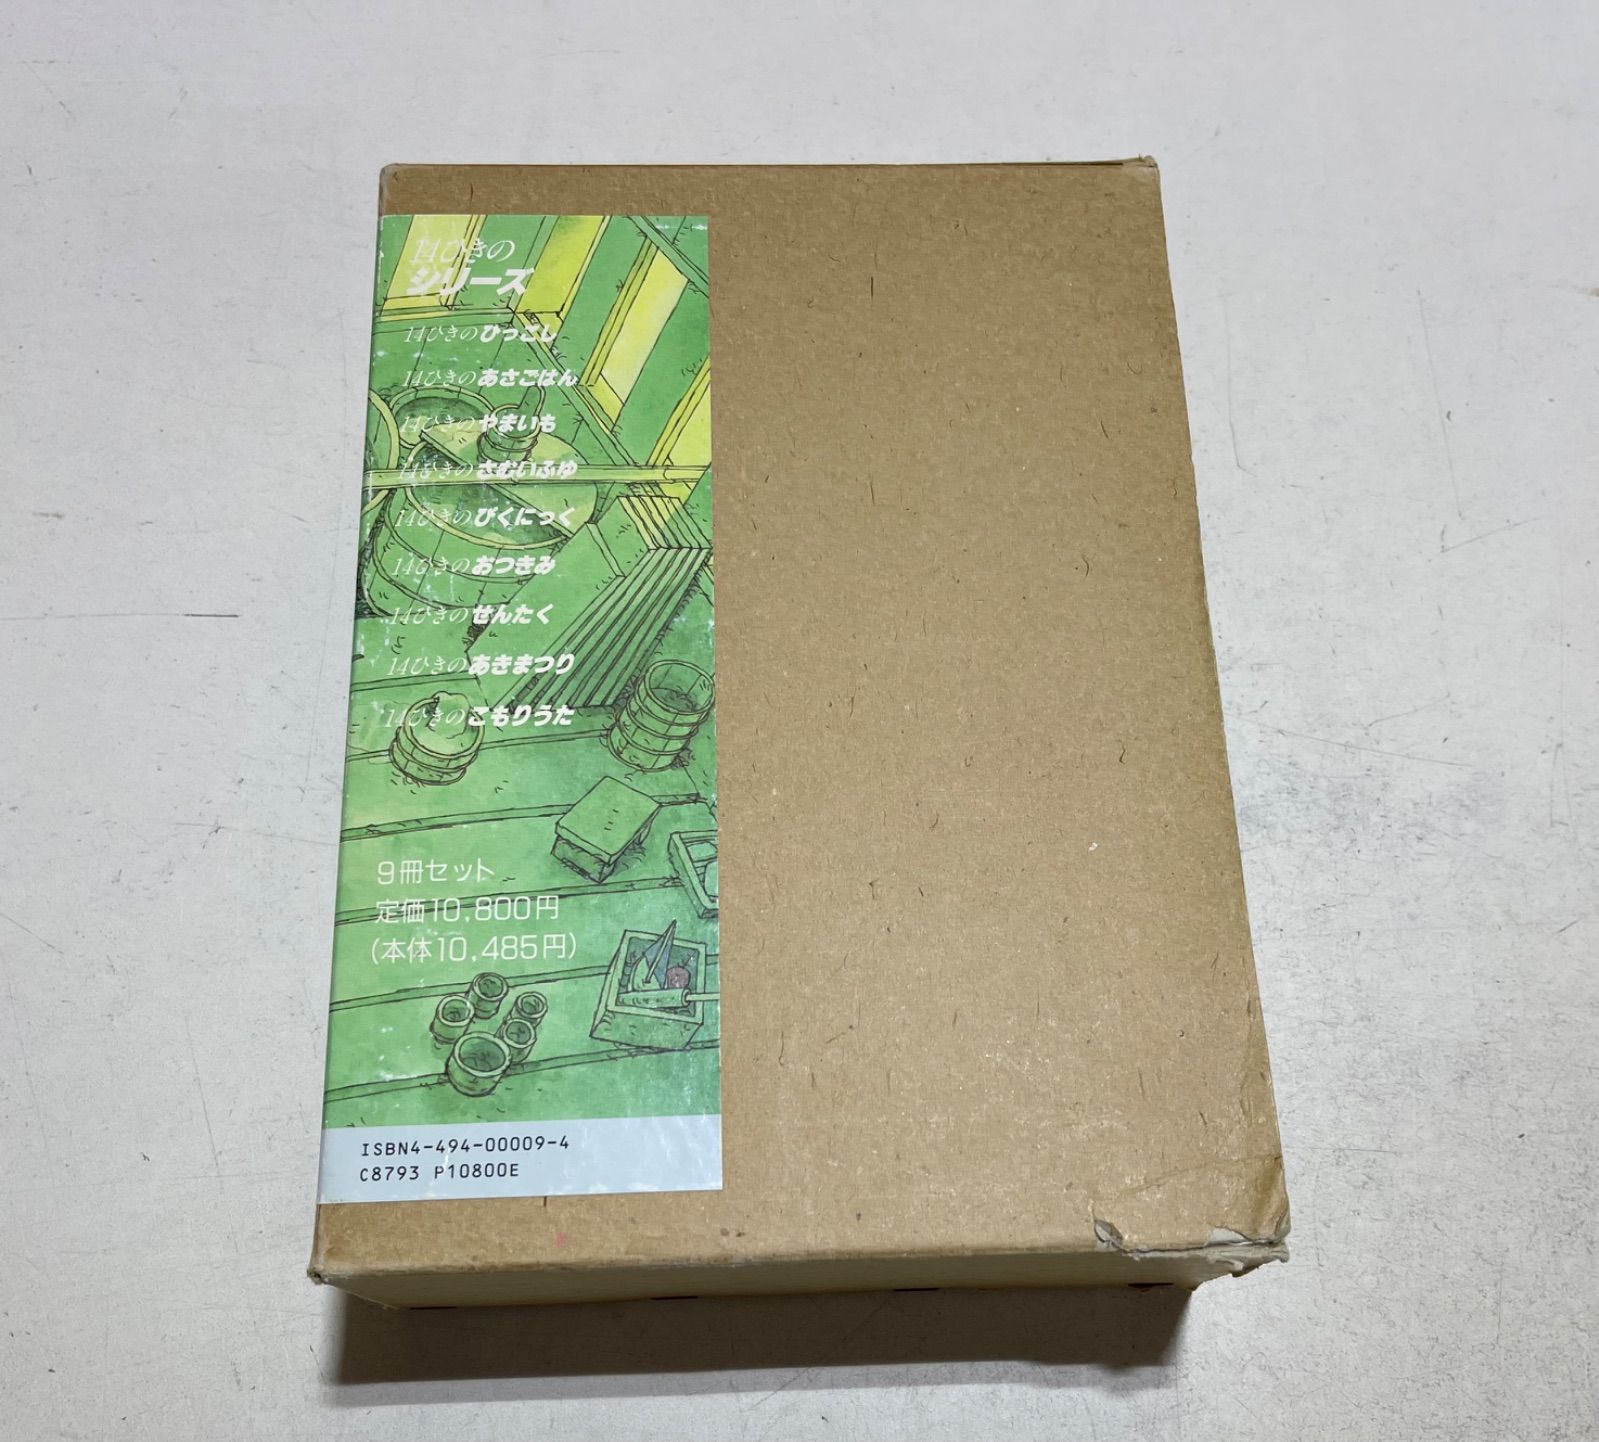 14ひきの
シリーズ
14ひきのひっこし
14ひきのあさごはん
14ひきのやまいも
14ひきのさむいふゆ
14ひきのぴくにっく
14ひきのおつきみ
14ひきのせんたく
14ひきのあきまつり
14ひきのこもりうた
9冊セット
定価10,800円
(本体10,485円)
ISBN4-494-00009-4
C8793 P10800E